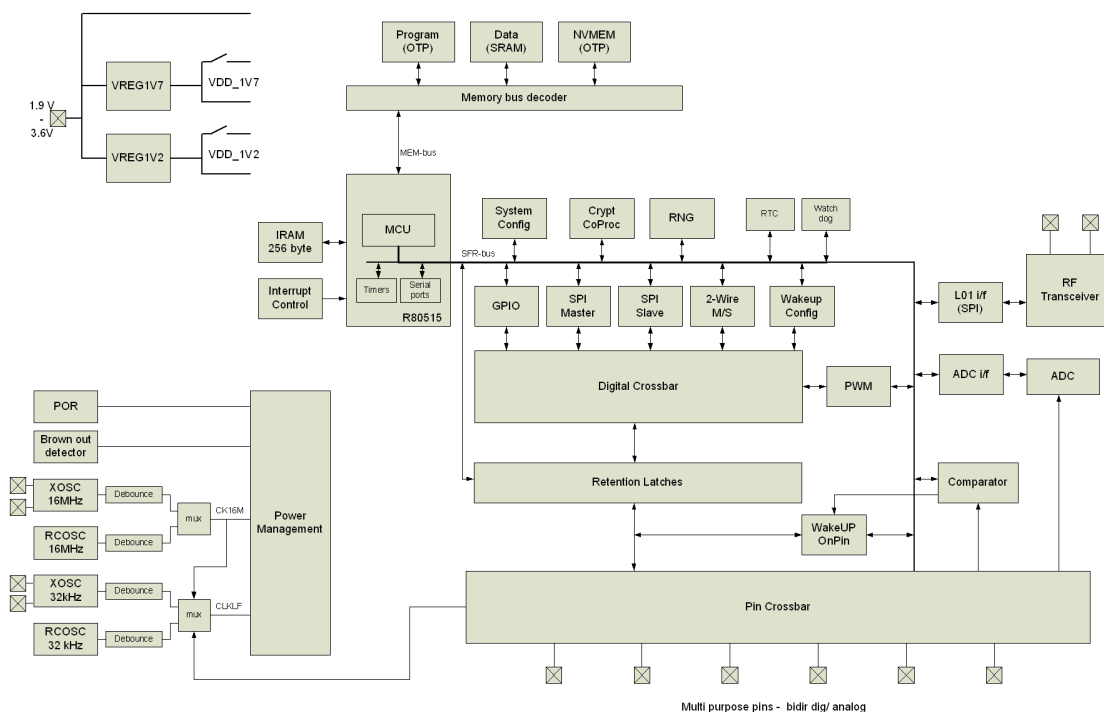 1.9 V
-
3.6V
VREG1V7
VDD_1V7
VREG1V2
VDD_1V2
Program
(OTP)
Data
(SRAM)
NVMEM
(OTP)
Memory bus decoder
MEM-bus
IRAM
256 byte
Interrupt
Control
MCU
Timers
Serial
ports
R80515
SFR-bus
System
Config
Crypt
CoProc
RNG
RTC
Watch
dog
GPIO
SPI
Master
SPI
Slave
2-Wire
M/S
Wakeup
Config
L01 i/f
(SPI)
RF
Transceiver
Digital Crossbar
PWM
ADC i/f
ADC
Retention Latches
Comparator
WakeUP
OnPin
Pin Crossbar
POR
Brown out
detector
XOSC
16MHz
Debounce
RCOSC
16MHz
Debounce
mux
CK16M
XOSC
32kHz
Debounce
RCOSC
32 kHz
Debounce
mux
CLKLF
Power
Management
Multi purpose pins - bidir dig/ analog